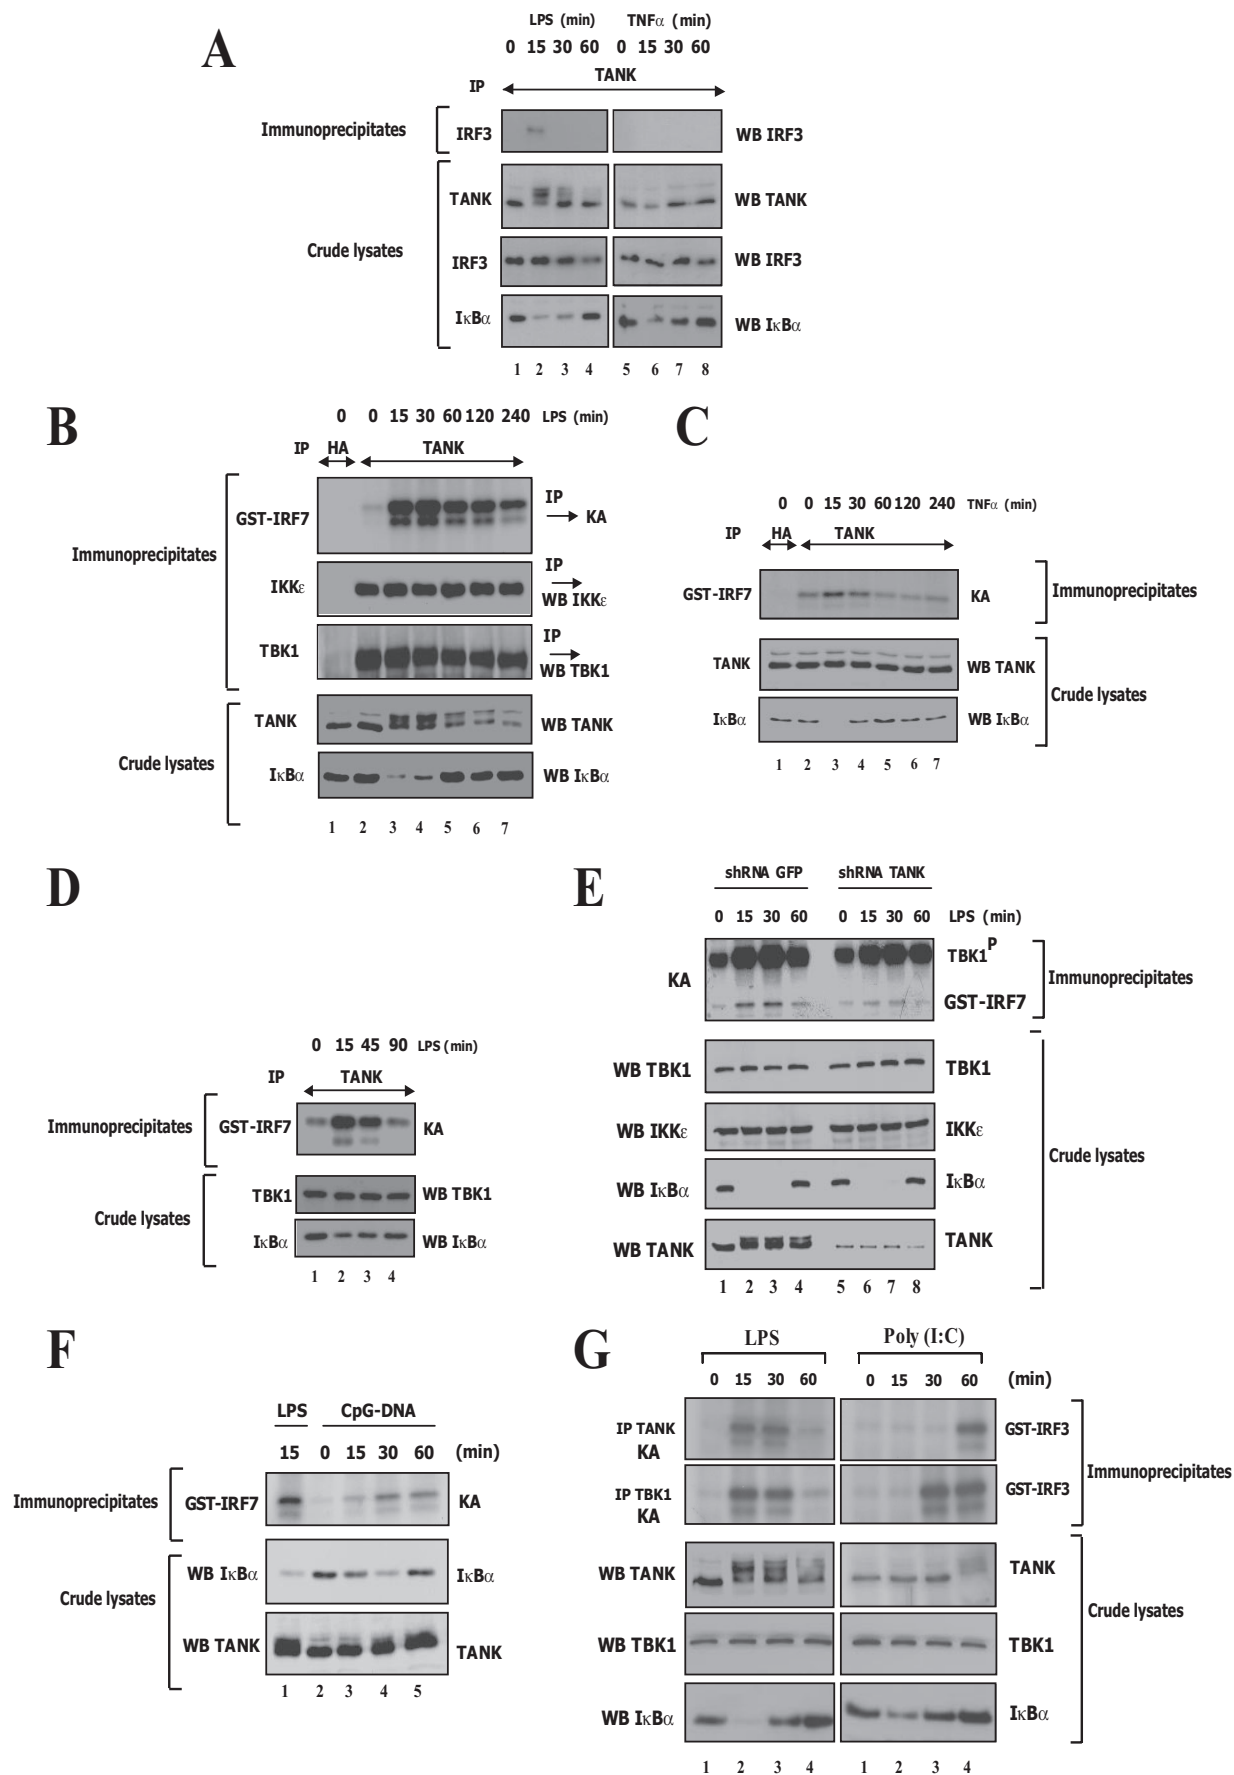 A
LPS (min) TNFα (min)
0 15 30 60 0 15 30 60
IP TANK
Immunoprecipitates IRF3 WB IRF3
TANK WB TANK
Crude lysates
IRF3 WB IRF3
IκBα WB IκBα
1 2 3 4 5 6 7 8
B
0 0 15 30 60 120 240 LPS (min)
IP HA TANK
GST-IRF7 IP KA
Immunoprecipitates
IKKε IP WB IKKε
TBK1 IP WB TBK1
TANK WB TANK
Crude lysates
IκBα WB IκBα
1 2 3 4 5 6 7
C
0 0 15 30 60 120 240 TNFα (min)
IP HA TANK
GST-IRF7 KA Immunoprecipitates
TANK WB TANK
Crude lysates
IκBα WB IκBα
1 2 3 4 5 6 7
D
0 15 45 90 LPS (min)
IP TANK
Immunoprecipitates GST-IRF7 KA
TBK1 WB TBK1
Crude lysates
IκBα WB IκBα
1 2 3 4
E
shRNA GFP shRNA TANK
0 15 30 60 0 15 30 60 LPS (min)
KA TBK1P
Immunoprecipitates
GST-IRF7
WB TBK1 TBK1
WB IKKε IKKε
Crude lysates
WB IκBα IκBα
WB TANK TANK
1 2 3 4 5 6 7 8
F
LPS CpG-DNA
15 0 15 30 60 (min)
Immunoprecipitates GST-IRF7 KA
WB IκBα IκBα
Crude lysates
WB TANK TANK
1 2 3 4 5
G
LPS Poly (I:C)
0 15 30 60 0 15 30 60 (min)
IP TANK KA GST-IRF3
Immunoprecipitates
IP TBK1 KA GST-IRF3
WB TANK TANK
Crude lysates
WB TBK1 TBK1
WB IκBα IκBα
1 2 3 4 1 2 3 4